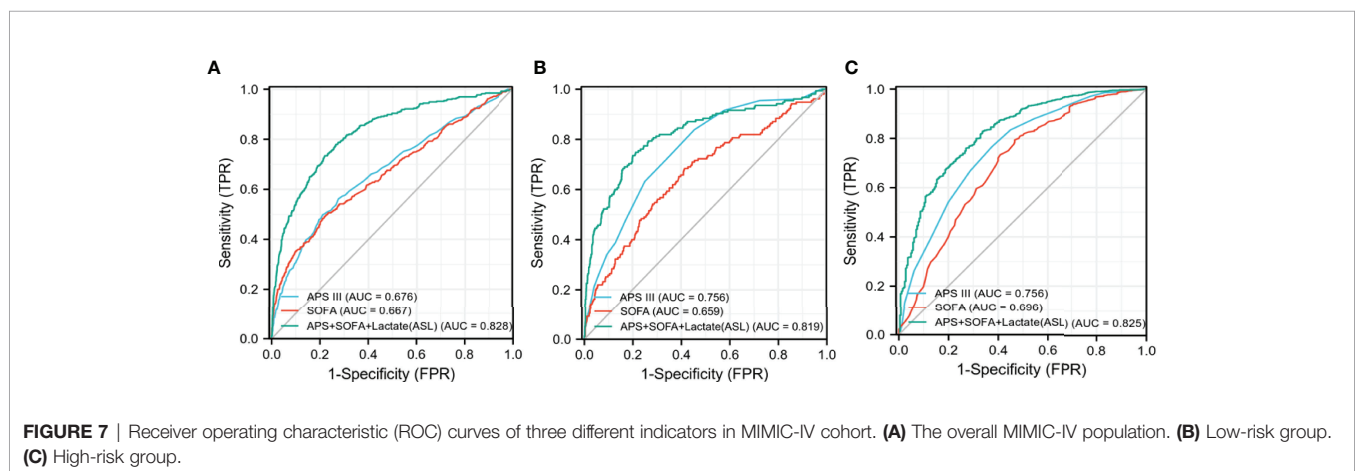 A
1.0
0.8
0.6
0.4
0.2
0.0
Sensitivity (TPR)
APS III (AUC = 0.676)
SOFA (AUC = 0.667)
APS+SOFA+Lactate(ASL) (AUC = 0.828)
0.0 0.2 0.4 0.6 0.8 1.0
1-Specificity (FPR)
B
1.0
0.8
0.6
0.4
0.2
0.0
Sensitivity (TPR)
APS III (AUC = 0.756)
SOFA (AUC = 0.659)
APS+SOFA+Lactate(ASL) (AUC = 0.819)
0.0 0.2 0.4 0.6 0.8 1.0
1-Specificity (FPR)
C
1.0
0.8
0.6
0.4
0.2
0.0
Sensitivity (TPR)
APS III (AUC = 0.756)
SOFA (AUC = 0.696)
APS+SOFA+Lactate(ASL) (AUC = 0.825)
0.0 0.2 0.4 0.6 0.8 1.0
1-Specificity (FPR)
FIGURE 7 | Receiver operating characteristic (ROC) curves of three different indicators in MIMIC-IV cohort. (A) The overall MIMIC-IV population. (B) Low-risk group.
(C) High-risk group.